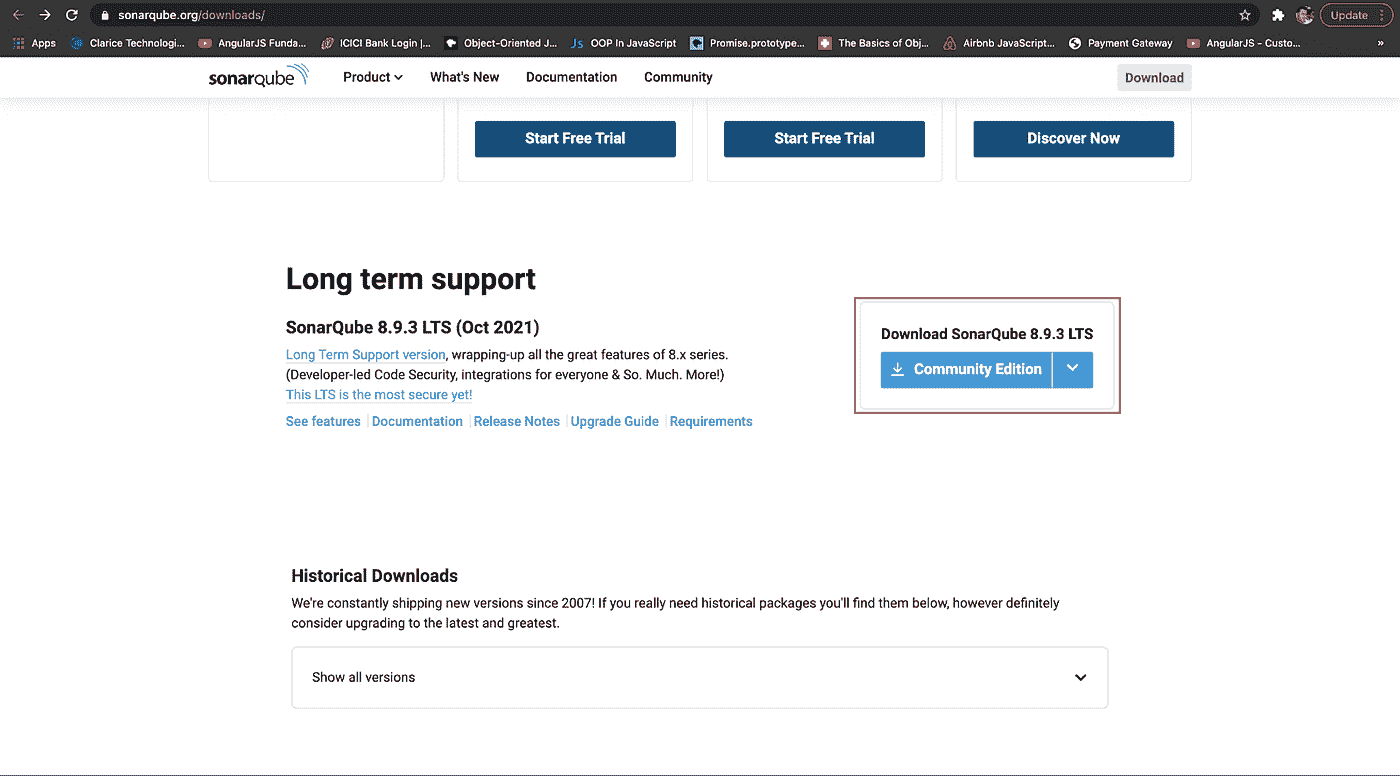 sonarqube.org/downloads/
Update
Apps
Clarice Technologi...
AngularJS Funda...
ICICI Bank Login |...
Object-Oriented J...
Js
OOP In JavaScript
Promise.prototype...
The Basics of Obj...
Airbnb JavaScript...
Payment Gateway
AngularJS - Custo...
»
sonarqube
Product
What's New
Documentation
Community
Download
Start Free Trial
Start Free Trial
Discover Now
Long term support
SonarQube 8.9.3 LTS (Oct 2021)
Long Term Support version, wrapping-up all the great features of 8.x series.
(Developer-led Code Security, integrations for everyone & So. Much. More!)
This LTS is the most secure yet!
See features | Documentation | Release Notes | Upgrade Guide | Requirements
Download SonarQube 8.9.3 LTS
Community Edition
Historical Downloads
We're constantly shipping new versions since 2007! If you really need historical packages you'll find them below, however definitely
consider upgrading to the latest and greatest.
Show all versions